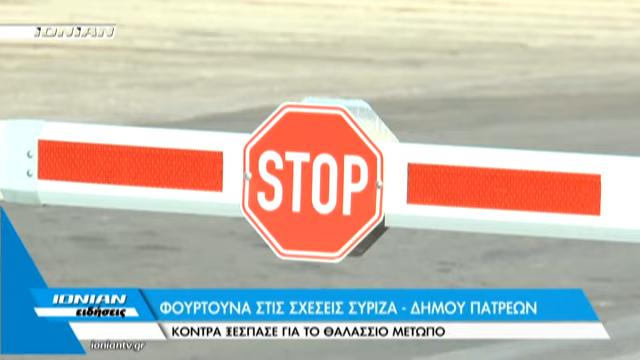 IONIAN
STOP
IONIAN
ειδήσεις
ΦΟΥΡΤΟΥΝΑ ΣΤΙΣ ΣΧΕΣΕΙΣ ΣΥΡΙΖΑ - ΔΗΜΟΥ ΠΑΤΡΕΩΝ
ΚΟΝΤΡΑ ΞΕΣΠΑΣΕ ΓΙΑ ΤΟ ΘΑΛΑΣΣΙΟ ΜΕΤΩΠΟ
ioniantv.gr